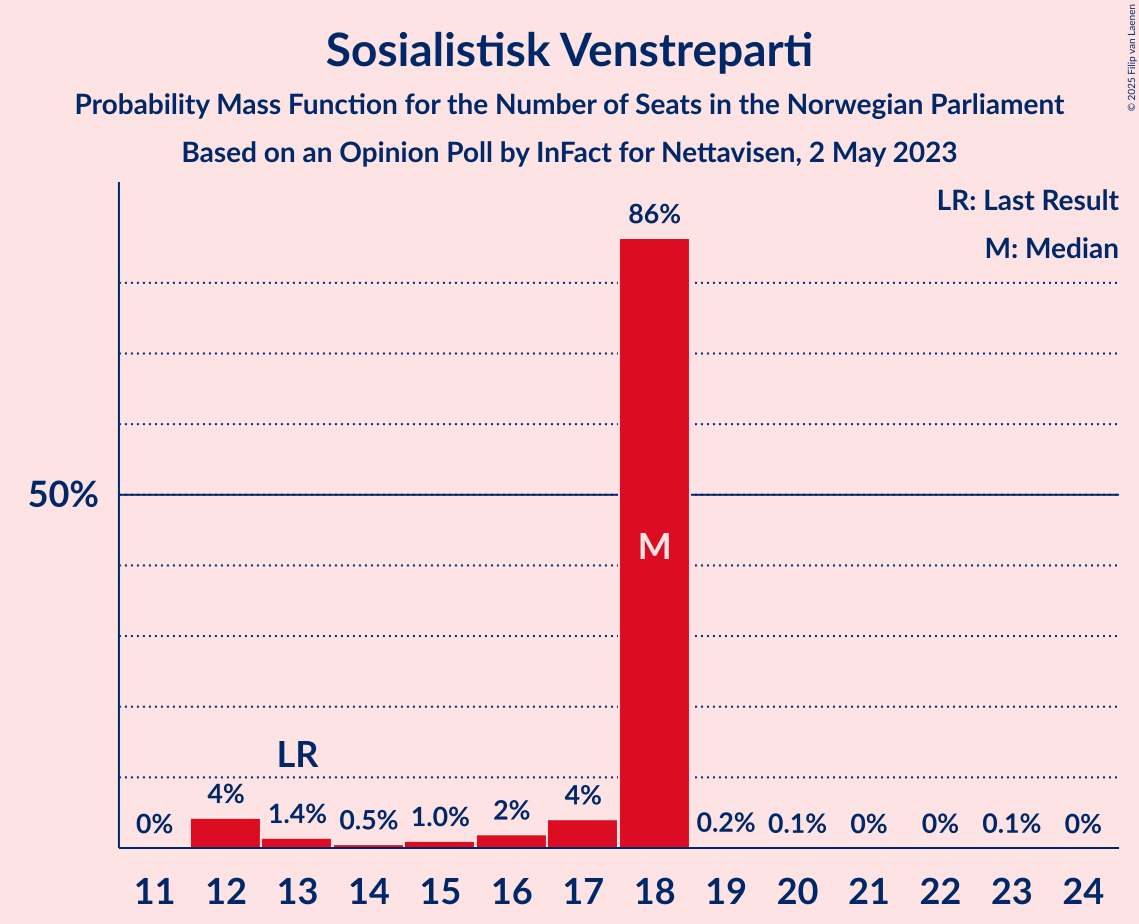 Sosialistisk Venstreparti
Probability Mass Function for the Number of Seats in the Norwegian Parliament
Based on an Opinion Poll by InFact for Nettavisen, 2 May 2023
© 2025 Filip van Laenen
LR: Last Result
M: Median
86%
50%
M
LR
0% 4% 1.4% 0.5% 1.0% 2% 4% 0.2% 0.1% 0% 0% 0.1% 0%
11 12 13 14 15 16 17 18 19 20 21 22 23 24